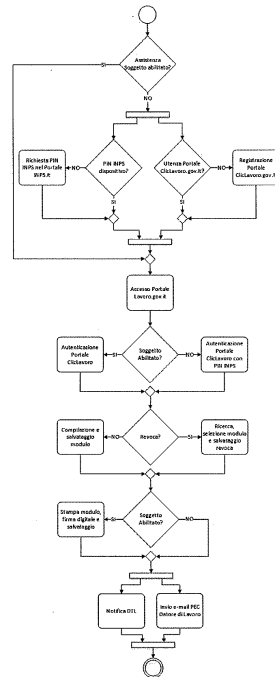 Assistenza
Soggetto abilitato?
SI
NO
Richiesta PIN
INPS nel Portale
INPS.it
NO
PIN INPS
dispositivo?
SI
Utenza Portale
ClicLavoro.gov.it?
NO
SI
Registrazione
Portale
ClicLavoro.gov.it
Accesso Portale
Lavoro.gov.it
Autenticazione
Portale
ClicLavoro
SI
Soggetto
Abilitato?
NO
Autenticazione
Portale
ClicLavoro con
PIN INPS
Compilazione e
salvataggio
modulo
NO
Revoca?
SI
Ricerca,
selezione modulo
e salvataggio
revoca
Stampa modulo,
firma digitale e
salvataggio
SI
Soggetto
Abilitato?
NO
Notifica DTL
Invio e-mail PEC
Datore di Lavoro